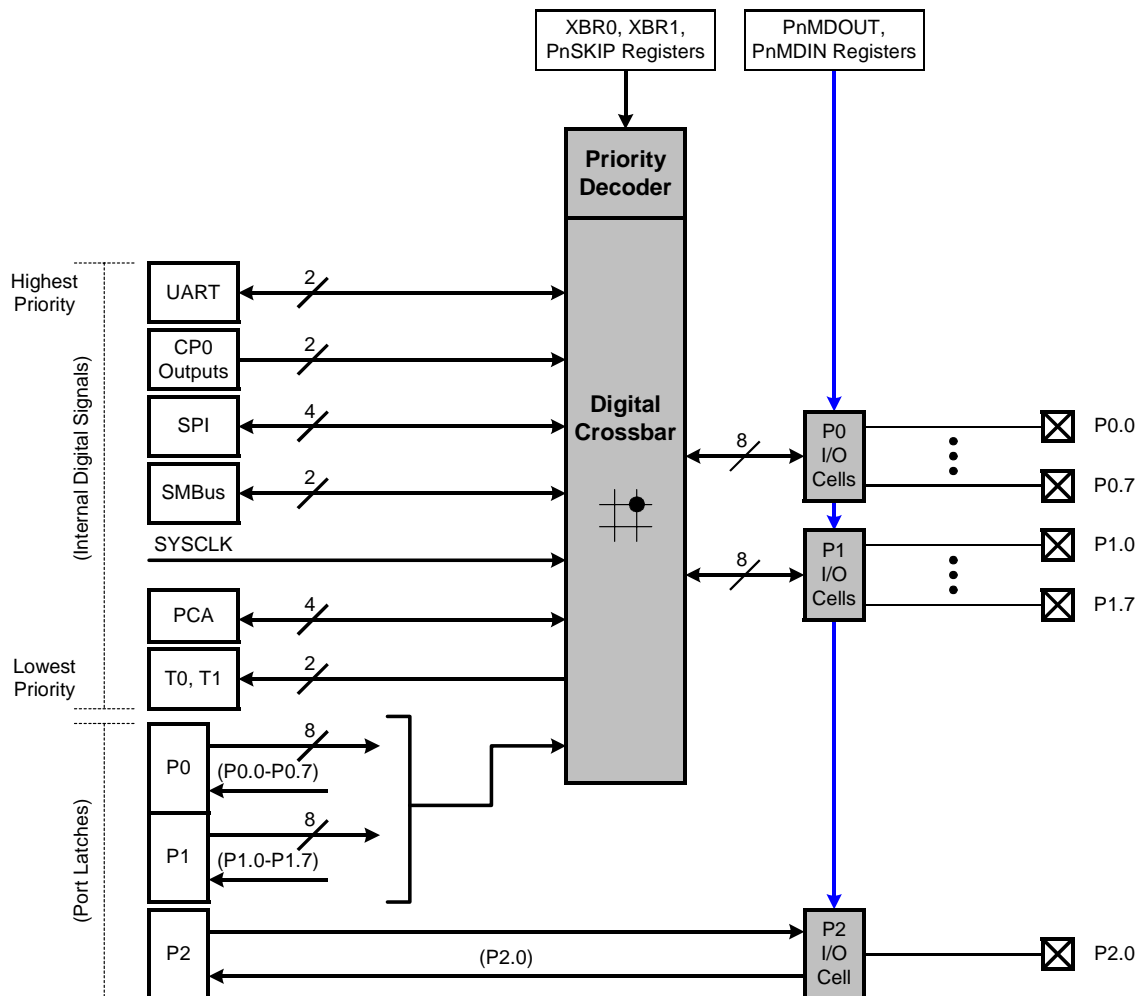 XBR0, XBR1,
PnSKIP Registers
PnMDOUT,
PnMDIN Registers
Priority
Decoder
Highest
Priority
(Internal Digital Signals)
UART
2
CP0
Outputs
2
SPI
4
Digital
Crossbar
SMBus
2
SYSCLK
PCA
4
Lowest
Priority
T0, T1
2
8
P0
I/O
Cells
P0.0
P0.7
8
P1
I/O
Cells
P1.0
P1.7
(Port Latches)
P0
8
(P0.0-P0.7)
P1
8
(P1.0-P1.7)
P2
(P2.0)
P2
I/O
Cell
P2.0